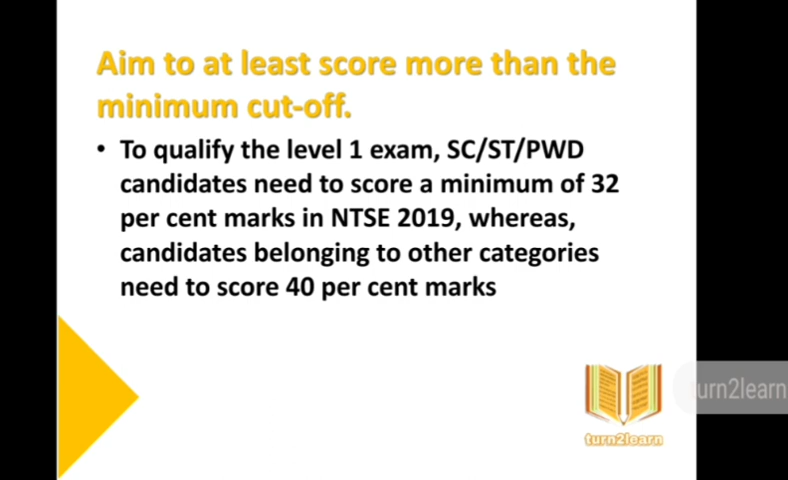 Aim to at least score more than the
minimum cut-off.
• To qualify the level 1 exam, SC/ST/PWD
candidates need to score a minimum of 32
per cent marks in NTSE 2019, whereas,
candidates belonging to other categories
need to score 40 per cent marks
turn2learn
turn2learn